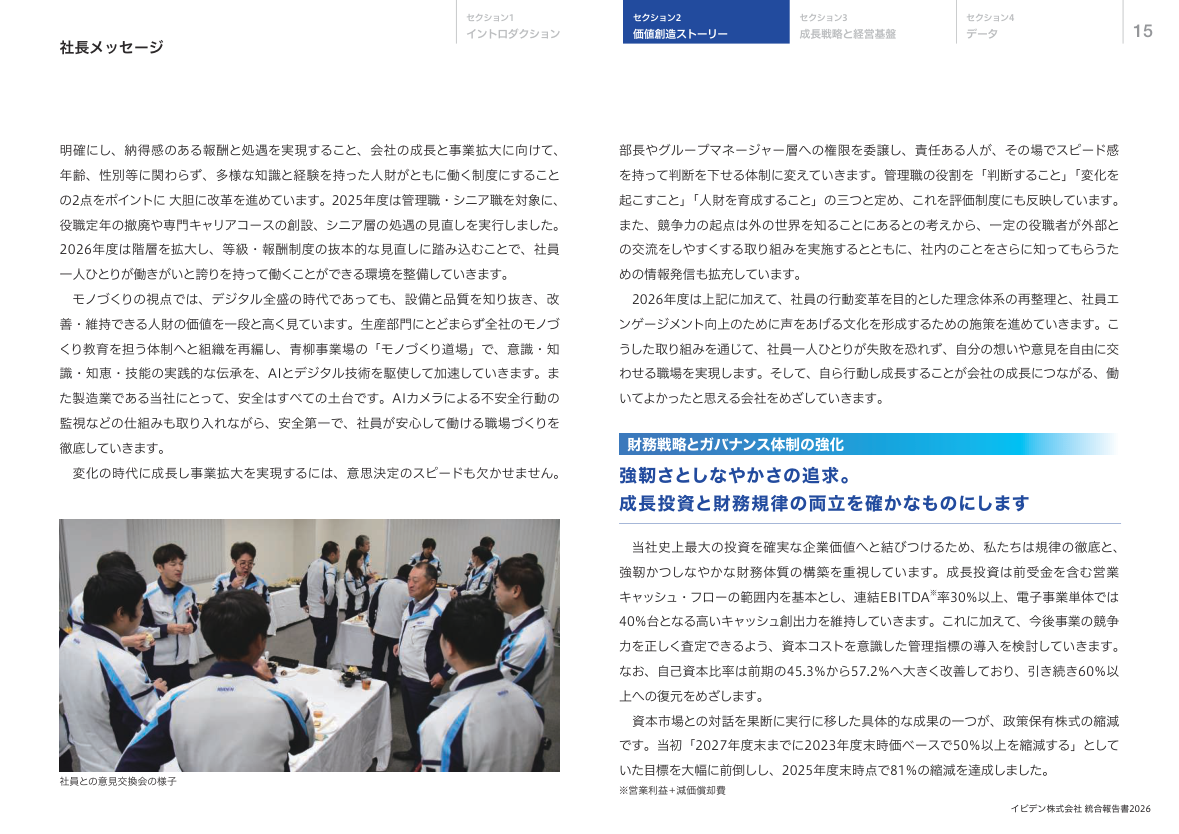 社長メッセージ
セクション1
イントロダクション
セクション2
価値創造ストーリー
セクション3
成長戦略と経営基盤
セクション4
データ
15
明確にし、納得感のある報酬と処遇を実現すること、会社の成長と事業拡大に向けて、
年齢、性別等に関わらず、多様な知識と経験を持った人財がともに働く制度にすること
の2点をポイントに 大胆に改革を進めています。2025年度は管理職・シニア職を対象に、
役職定年の撤廃や専門キャリアコースの創設、シニア層の処遇の見直しを実行しました。
2026年度は階層を拡大し、等級・報酬制度の抜本的な見直しに踏み込むことで、社員
一人ひとりが働きがいと誇りを持って働くことができる環境を整備していきます。
モノづくりの視点では、デジタル全盛の時代であっても、設備と品質を知り抜き、改
善・維持できる人財の価値を一段と高く見ています。生産部門にとどまらず全社のモノづ
くり教育を担う体制へと組織を再編し、青柳事業場の「モノづくり道場」で、意識・知
識・知恵・技能の実践的な伝承を、AIとデジタル技術を駆使して加速していきます。ま
た製造業である当社にとって、安全はすべての土台です。AIカメラによる不安全行動の
監視などの仕組みも取り入れながら、安全第一で、社員が安心して働ける職場づくりを
徹底していきます。
変化の時代に成長し事業拡大を実現するには、意思決定のスピードも欠かせません。
社員との意見交換会の様子
部長やグループマネージャー層への権限を委譲し、責任ある人が、その場でスピード感
を持って判断を下せる体制に変えていきます。管理職の役割を「判断すること」「変化を
起こすこと」「人財を育成すること」の三つと定め、これを評価制度にも反映しています。
また、競争力の起点は外の世界を知ることにあるとの考えから、一定の役職者が外部と
の交流をしやすくする取り組みを実施するとともに、社内のことをさらに知ってもらうた
めの情報発信も拡充しています。
2026年度は上記に加えて、社員の行動変革を目的とした理念体系の再整理と、社員エ
ンゲージメント向上のために声をあげる文化を形成するための施策を進めていきます。こ
うした取り組みを通じて、社員一人ひとりが失敗を恐れず、自分の想いや意見を自由に交
わせる職場を実現します。そして、自ら行動し成長することが会社の成長につながる、働
いてよかったと思える会社をめざしていきます。
財務戦略とガバナンス体制の強化
強靭さとしなやかさの追求。
成長投資と財務規律の両立を確かなものにします
当社史上最大の投資を確実な企業価値へと結びつけるため、私たちは規律の徹底と、
強靭かつしなやかな財務体質の構築を重視しています。成長投資は前受金を含む営業
キャッシュ・フローの範囲内を基本とし、連結EBITDA※率30%以上、電子事業単体では
40%台となる高いキャッシュ創出力を維持していきます。これに加えて、今後事業の競争
力を正しく査定できるよう、資本コストを意識した管理指標の導入を検討していきます。
なお、自己資本比率は前期の45.3%から57.2%へ大きく改善しており、引き続き60%以
上への復元をめざします。
資本市場との対話を果断に実行に移した具体的な成果の一つが、政策保有株式の縮減
です。当初「2027年度末までに2023年度末時価ベースで50%以上を縮減する」として
いた目標を大幅に前倒しし、2025年度末時点で81%の縮減を達成しました。
※営業利益+減価償却費
イビデン株式会社 統合報告書2026